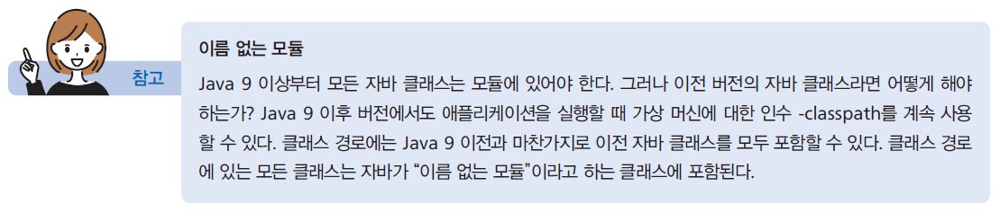 참고
이름 없는 모듈
Java 9 이상부터 모든 자바 클래스는 모듈에 있어야 한다. 그러나 이전 버전의 자바 클래스라면 어떻게 해야
하는가? Java 9 이후 버전에서도 애플리케이션을 실행할 때 가상 머신에 대한 인수 -classpath를 계속 사용
할 수 있다. 클래스 경로에는 Java 9 이전과 마찬가지로 이전 자바 클래스를 모두 포함할 수 있다. 클래스 경로
에 있는 모든 클래스는 자바가 “이름 없는 모듈”이라고 하는 클래스에 포함된다.